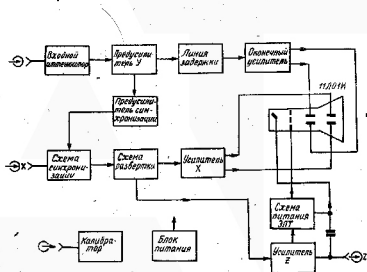 Входной
аттенюатор
Предусили-
тель У
Линия
задержки
Оконечный
усилитель
11ЛО1К
Предусили-
тель син-
хронизации
X
Схема
синхрони-
зации
Схема
развертки
Усилитель
X
Схема
питания
ЭЛТ
Калибра-
тор
Блок
питания
Усилитель
Z
Z